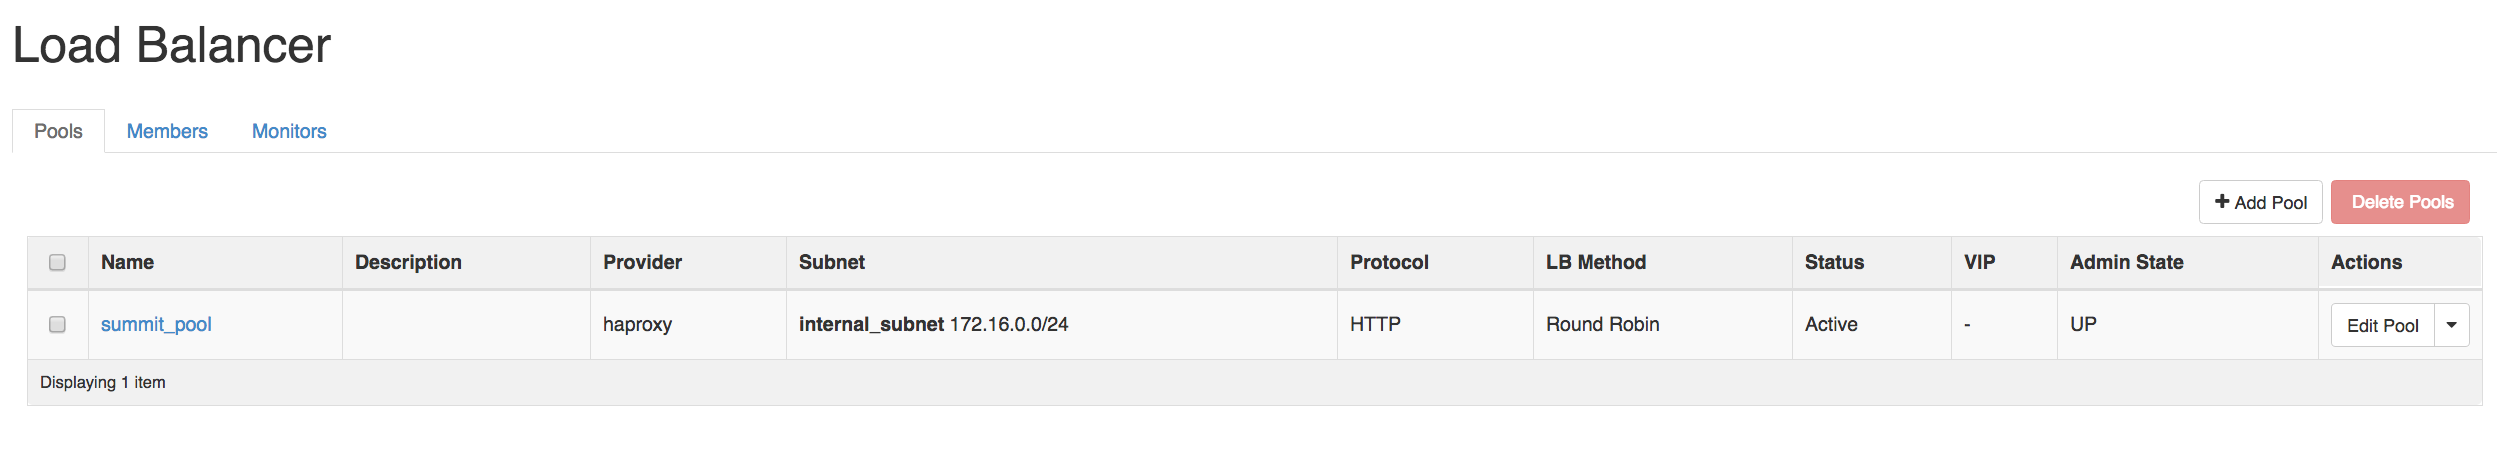 Load Balancer
Pools Members Monitors
Add Pool Delete Pools
Name Description Provider Subnet Protocol LB Method Status VIP Admin State Actions
summit_pool haproxy internal_subnet 172.16.0.0/24 HTTP Round Robin Active - UP Edit Pool
Displaying 1 item